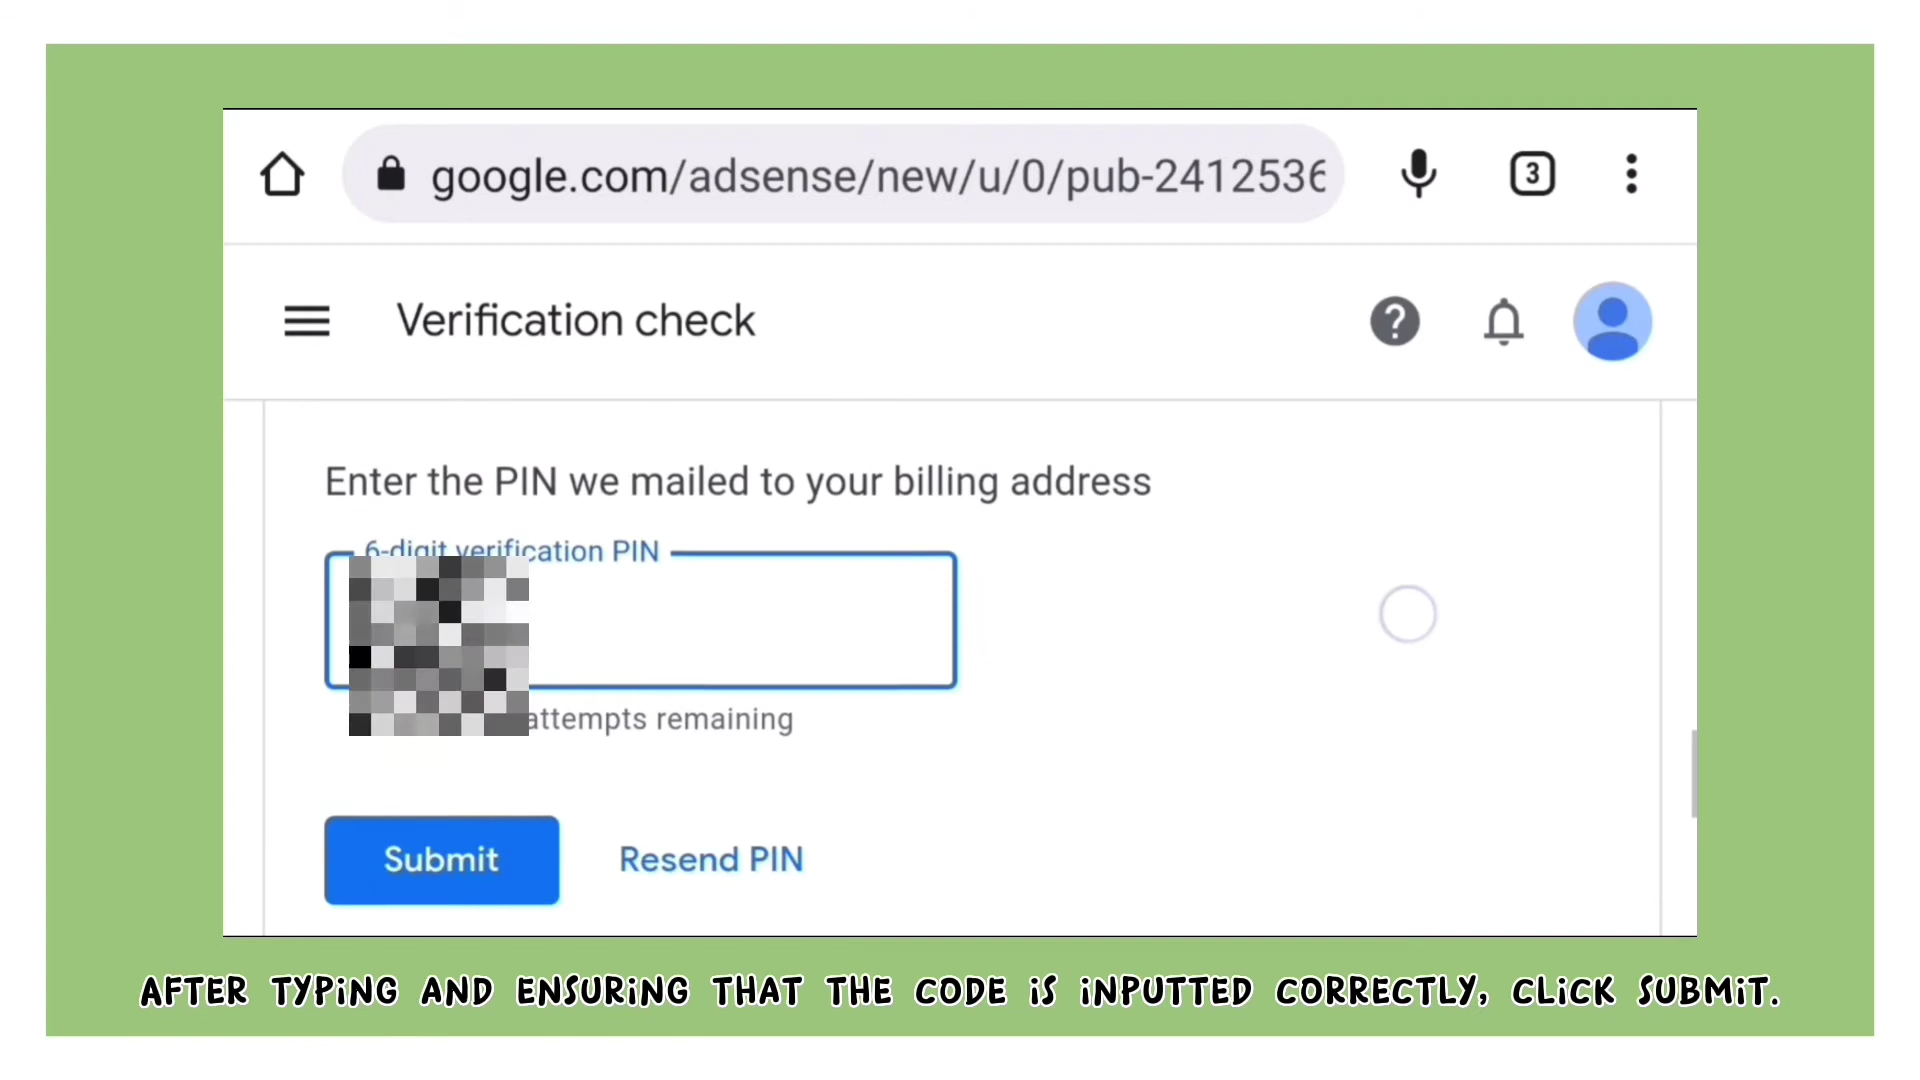 google.com/adsense/new/u/0/pub-2412536
3
Verification check
Enter the PIN we mailed to your billing address
6-digit verification PIN
attempts remaining
Submit
Resend PIN
AFTER TYPING AND ENSURING THAT THE CODE IS INPUTTED CORRECTLY, CLICK SUBMIT.